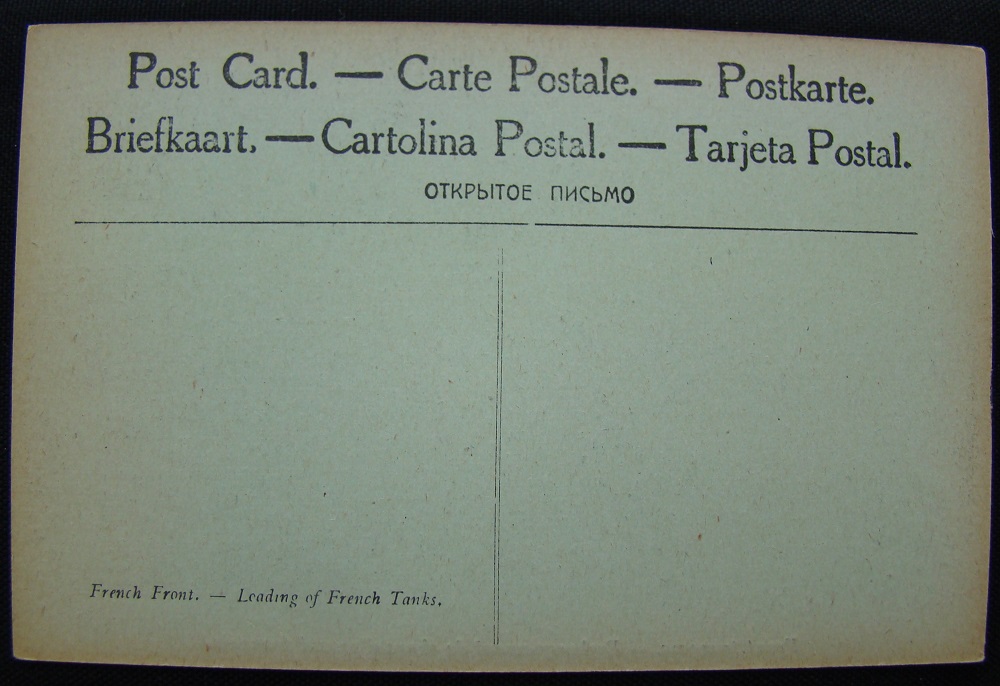 Post Card. — Carte Postale. — Postkarte.
Briefkaart. — Cartolina Postal. — Tarjeta Postal.
ОТКРЫТОЕ ПИСЬМО
French Front. — Loading of French Tanks.